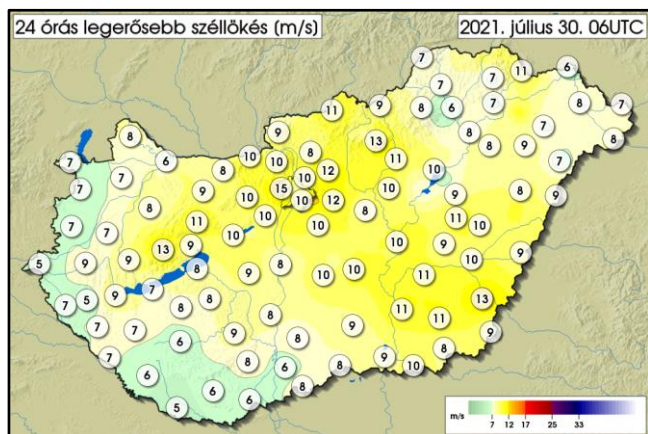 24 órás legerősebb széllökés (m/s) 2021. július 30. 06UTC
7
7 11 6
7
11 9 8 6 7 8 7
9 13 8 8 9 7 8
8
7 6 10 10 8 11
7 7 8 10 12 10 7
9 15 10 8 9
8 10 10 12 10 9
7 7 11 10 8 11 10
10 10
5 9 9 13 9 10 9 9
8 9 8 10 10 11 10
7 5 9 7 8 8 13
7 7 8 9 11 11 9
6 9 8
7 8 6 8 9 10 8
6 6 8
5 6
m/s 7 12 17 25 33